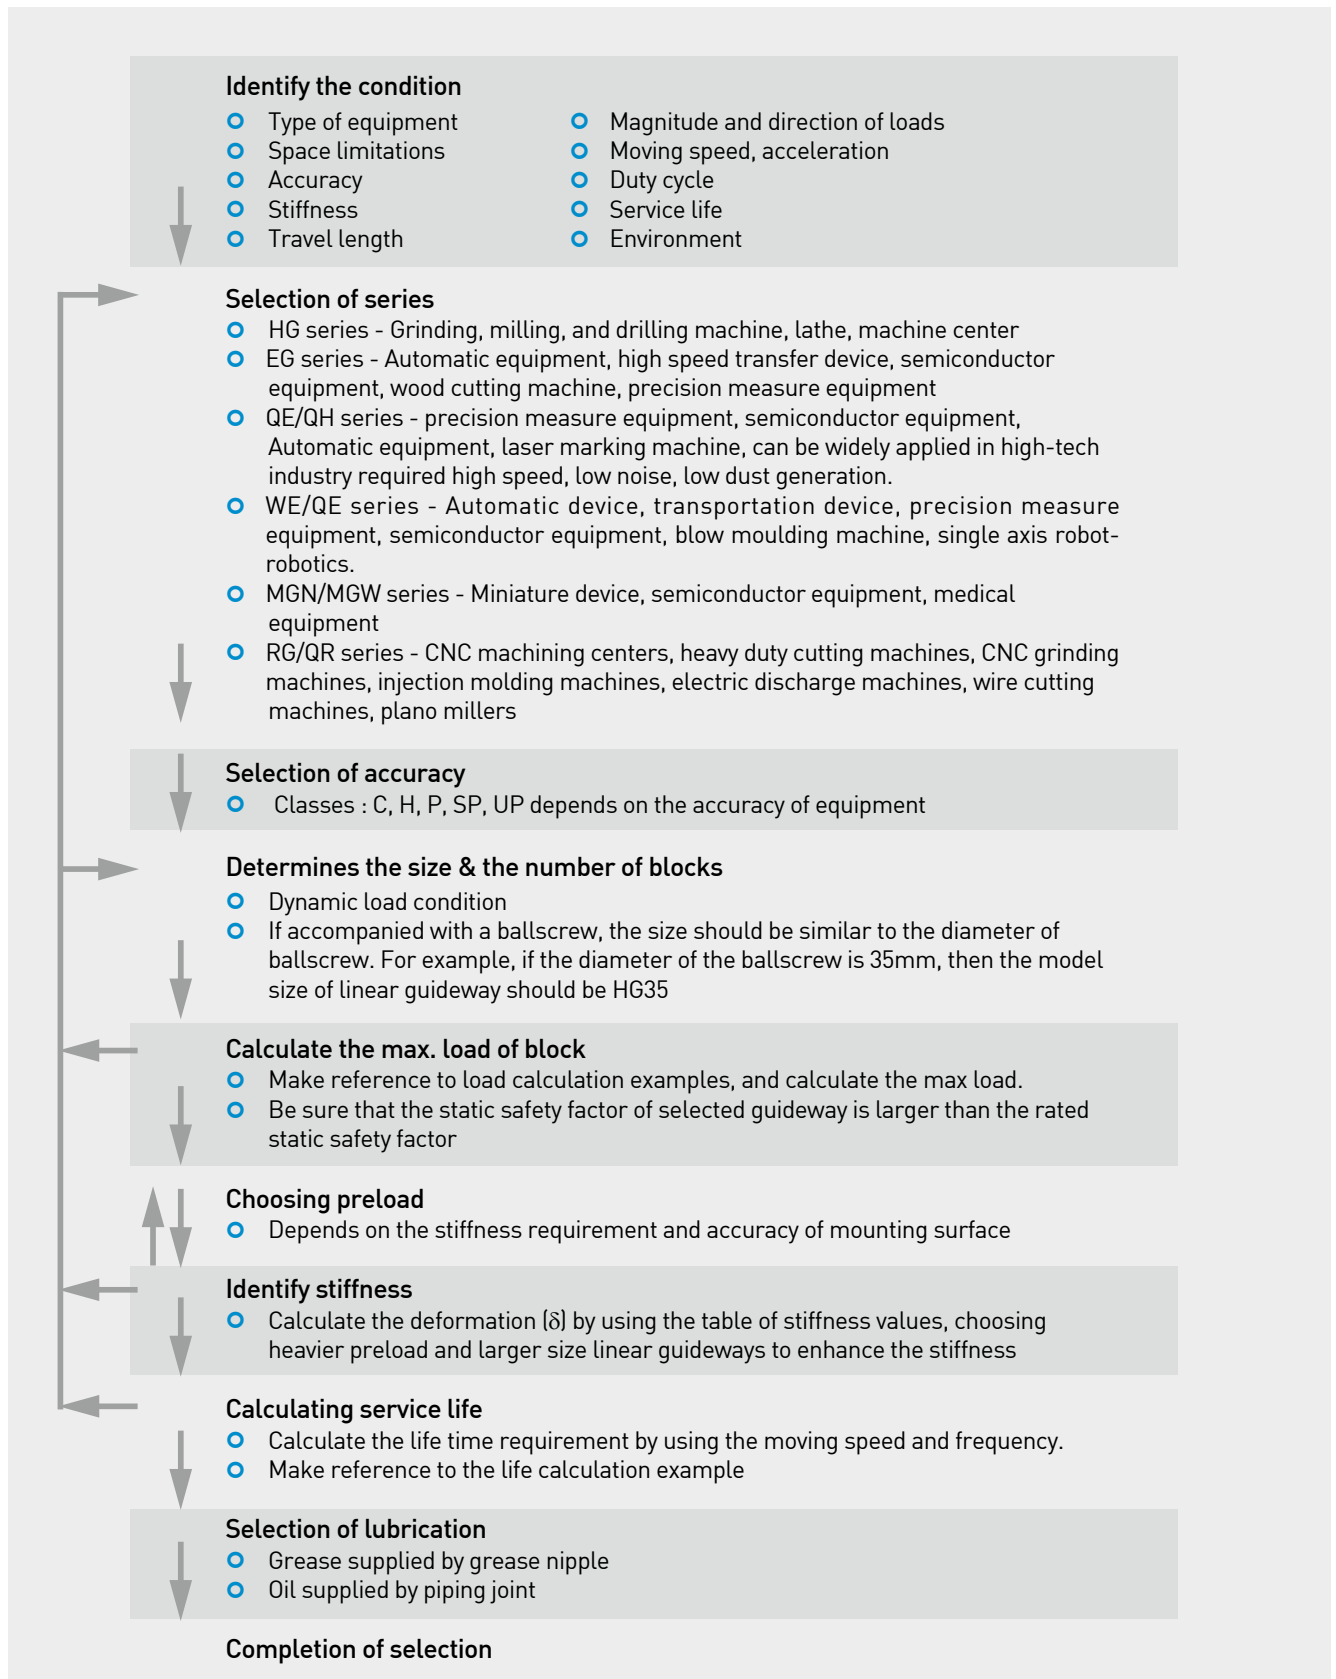 Identify the condition
Type of equipment
Space limitations
Accuracy
Stiffness
Travel length
Magnitude and direction of loads
Moving speed, acceleration
Duty cycle
Service life
Environment
Selection of series
HG series - Grinding, milling, and drilling machine, lathe, machine center
EG series - Automatic equipment, high speed transfer device, semiconductor
equipment, wood cutting machine, precision measure equipment
QE/QH series - precision measure equipment, semiconductor equipment,
Automatic equipment, laser marking machine, can be widely applied in high-tech
industry required high speed, low noise, low dust generation.
WE/QE series - Automatic device, transportation device, precision measure
equipment, semiconductor equipment, blow moulding machine, single axis robot-
robotics.
MGN/MGW series - Miniature device, semiconductor equipment, medical
equipment
RG/QR series - CNC machining centers, heavy duty cutting machines, CNC grinding
machines, injection molding machines, electric discharge machines, wire cutting
machines, plano millers
Selection of accuracy
Classes : C, H, P, SP, UP depends on the accuracy of equipment
Determines the size & the number of blocks
Dynamic load condition
If accompanied with a ballscrew, the size should be similar to the diameter of
ballscrew. For example, if the diameter of the ballscrew is 35mm, then the model
size of linear guideway should be HG35
Calculate the max. load of block
Make reference to load calculation examples, and calculate the max load.
Be sure that the static safety factor of selected guideway is larger than the rated
static safety factor
Choosing preload
Depends on the stiffness requirement and accuracy of mounting surface
Identify stiffness
Calculate the deformation (δ) by using the table of stiffness values, choosing
heavier preload and larger size linear guideways to enhance the stiffness
Calculating service life
Calculate the life time requirement by using the moving speed and frequency.
Make reference to the life calculation example
Selection of lubrication
Grease supplied by grease nipple
Oil supplied by piping joint
Completion of selection